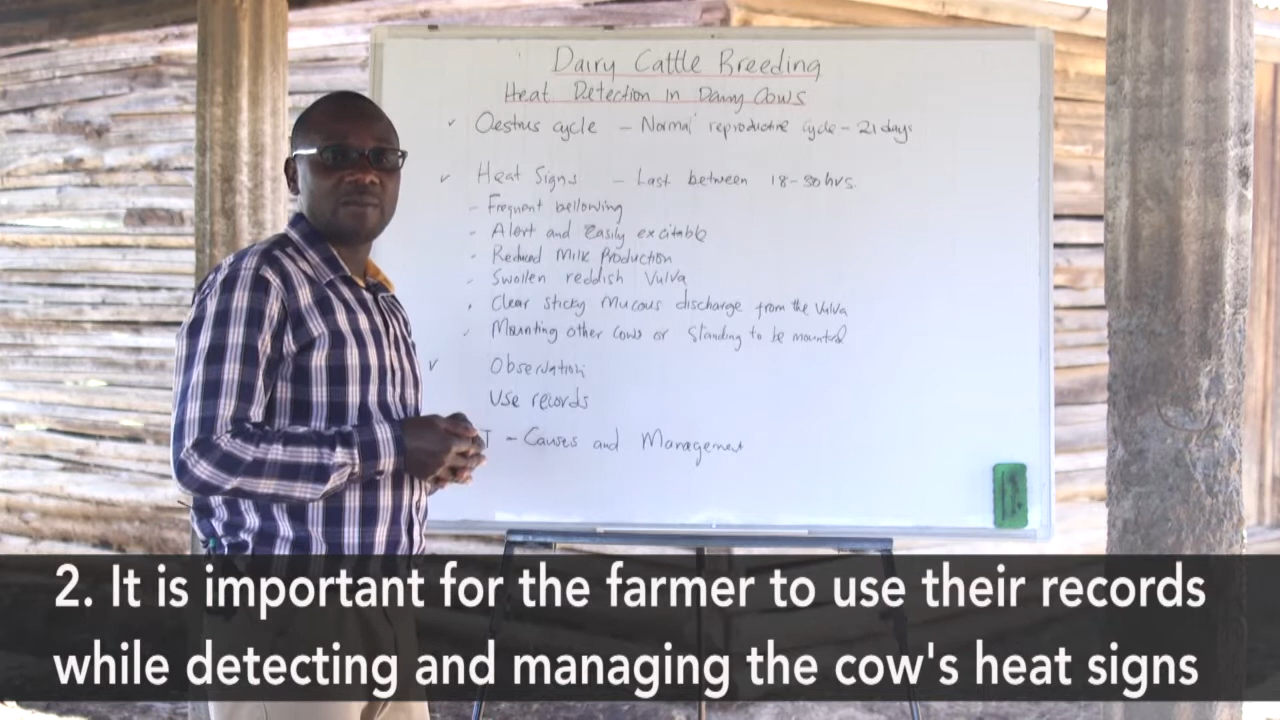 Dairy Cattle Breeding
Heat Detection in Dairy Cows
✓ Oestrus cycle - Normal reproductive cycle - 21 days
✓ Heat Signs - Last between 18-30hrs.
- Frequent bellowing
- Alert and easily excitable
- Reduced Milk Production
- Swollen reddish Vulva
- Clear sticky mucous discharge from the Vulva
- Mounting other cows or standing to be mounted
✓ Observation
Use records
- Causes and Management
2. It is important for the farmer to use their records
while detecting and managing the cow's heat signs